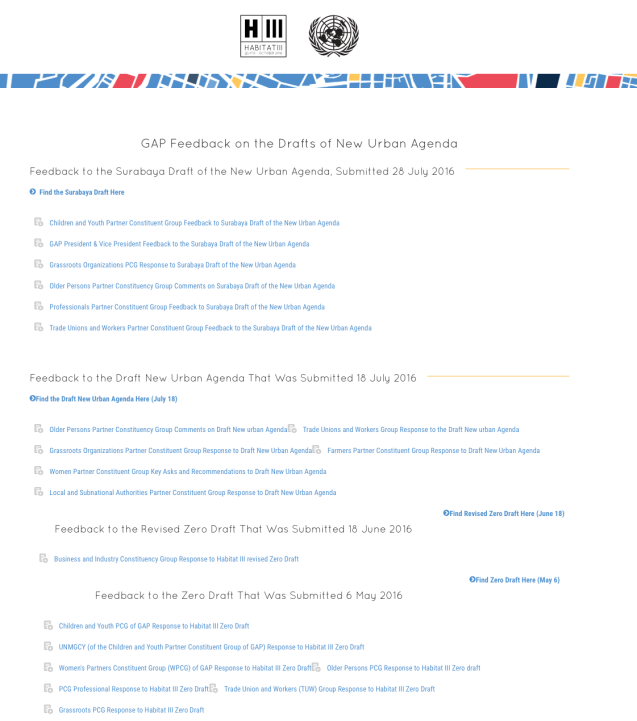 H III
HABITAT III
GAP Feedback on the Drafts of New Urban Agenda
Feedback to the Surabaya Draft of the New Urban Agenda, Submitted 28 July 2016
Find the Surabaya Draft Here
Children and Youth Partner Constituent Group Feedback to Surabaya Draft of the New Urban Agenda
GAP President & Vice President Feedback to the Surabaya Draft of the New Urban Agenda
Grassroots Organizations PCG Response to Surabaya Draft of the New Urban Agenda
Older Persons Partner Constituency Group Comments on Surabaya Draft of the New Urban Agenda
Professionals Partner Constituent Group Feedback to Surabaya Draft of the New Urban Agenda
Trade Unions and Workers Partner Constituent Group Feedback to the Surabaya Draft of the New Urban Agenda
Feedback to the Draft New Urban Agenda That Was Submitted 18 July 2016
Find the Draft New Urban Agenda Here (July 18)
Older Persons Partner Constituency Group Comments on Draft New urban Agenda Trade Unions and Workers Group Response to the Draft New urban Agenda
Grassroots Organizations Partner Constituent Group Response to Draft New Urban Agenda Farmers Partner Constituent Group Response to Draft New Urban Agenda
Women Partner Constituent Group Key Asks and Recommendations to Draft New Urban Agenda
Local and Subnational Authorities Partner Constituent Group Response to Draft New Urban Agenda
Find Revised Zero Draft Here (June 18)
Feedback to the Revised Zero Draft That Was Submitted 18 June 2016
Business and Industry Constituency Group Response to Habitat III revised Zero Draft
Find Zero Draft Here (May 6)
Feedback to the Zero Draft That Was Submitted 6 May 2016
Children and Youth PCG of GAP Response to Habitat III Zero Draft
UNMGCY (of the Children and Youth Partner Constituent Group of GAP) Response to Habitat III Zero Draft
Women's Partners Constituent Group (WPCG) of GAP Response to Habitat III Zero Draft Older Persons PCG Response to Habitat III Zero draft
PCG Professional Response to Habitat III Zero Draft Trade Union and Workers (TUW) Group Response to Habitat III Zero Draft
Grassroots PCG Response to Habitat III Zero Draft